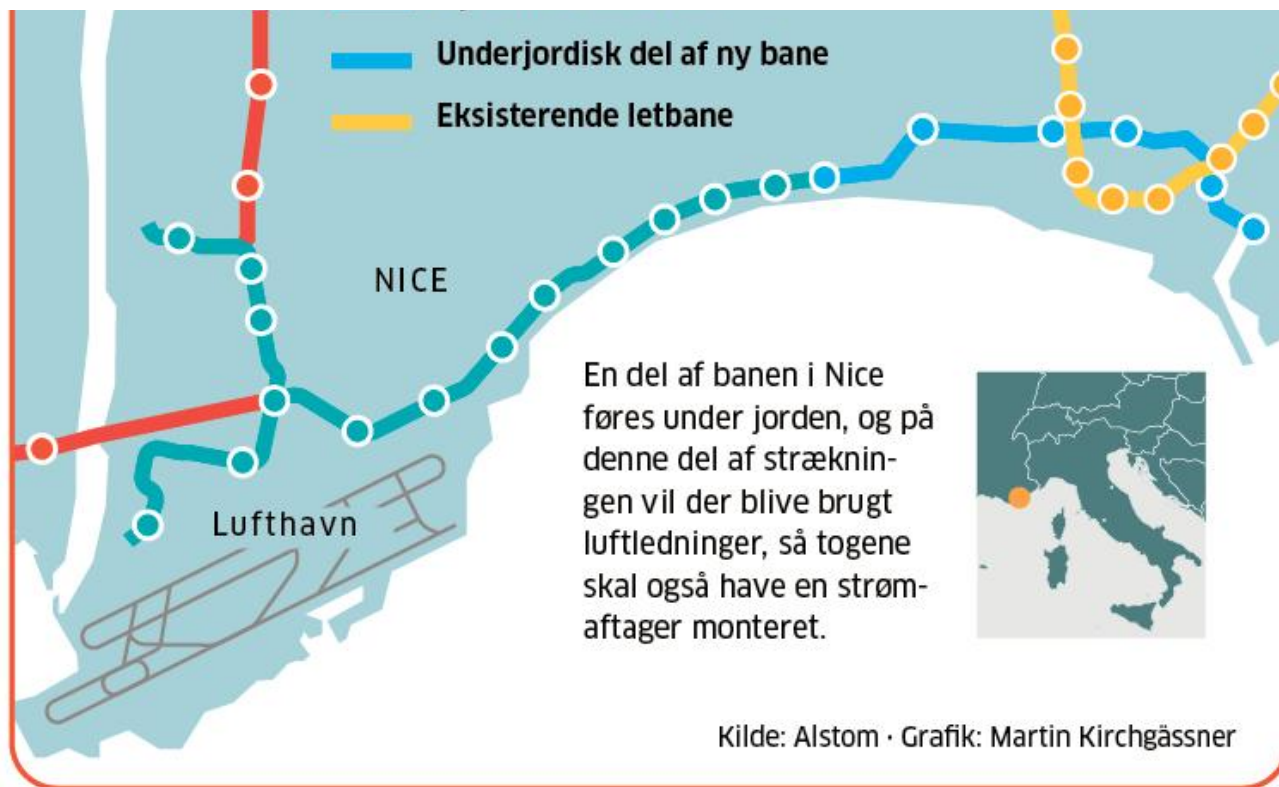 Underjordisk del af ny bane
Eksisterende letbane
NICE
Lufthavn
En del af banen i Nice
føres under jorden, og på
denne del af stræknin-
gen vil der blive brugt
luftledninger, så togene
skal også have en strøm-
aftager monteret.
Kilde: Alstom · Grafik: Martin Kirchgässner